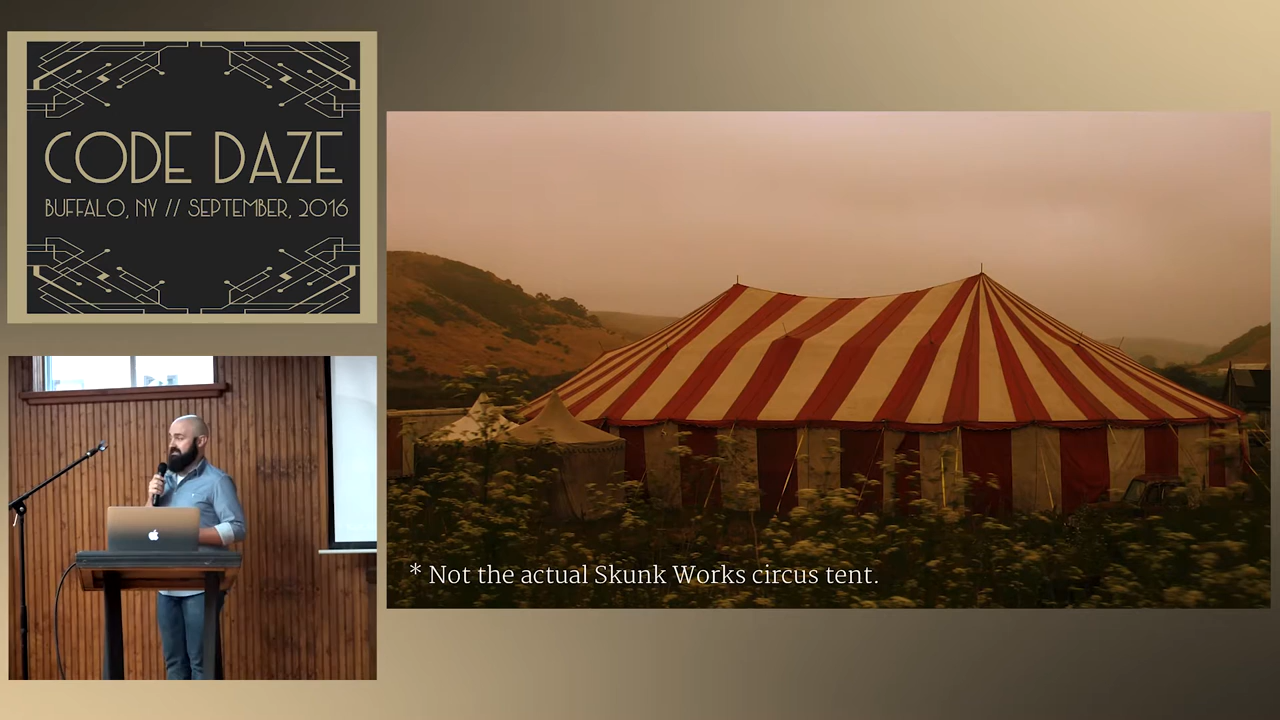 CODE DAZE
BUFFALO, NY // SEPTEMBER, 2016
* Not the actual Skunk Works circus tent.